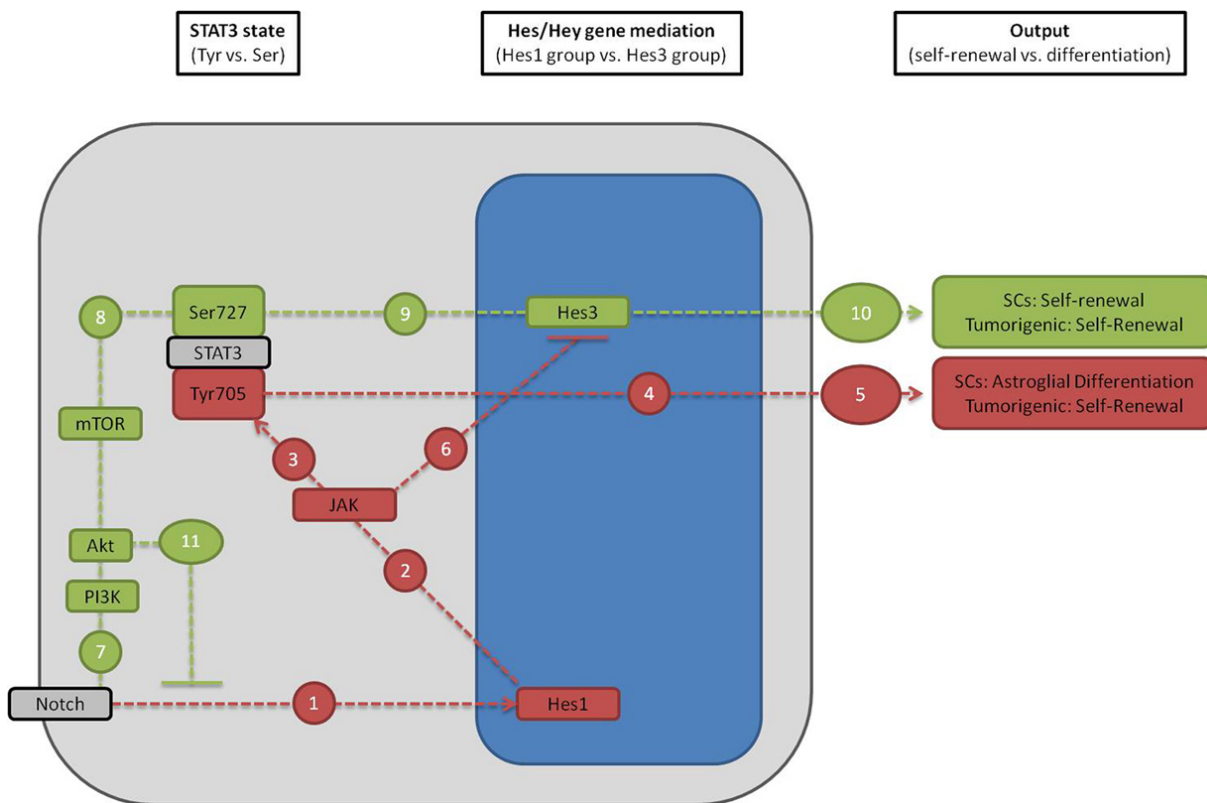 STAT3 state
(Tyr vs. Ser)
Hes/Hey gene mediation
(Hes1 group vs. Hes3 group)
Output
(self-renewal vs. differentiation)
8
Ser727
9
Hes3
10
SCs: Self-renewal
Tumorigenic: Self-Renewal
STAT3
Tyr705
4
5
SCs: Astroglial Differentiation
Tumorigenic: Self-Renewal
mTOR
3
6
JAK
Akt
11
2
PI3K
7
Notch
1
Hes1